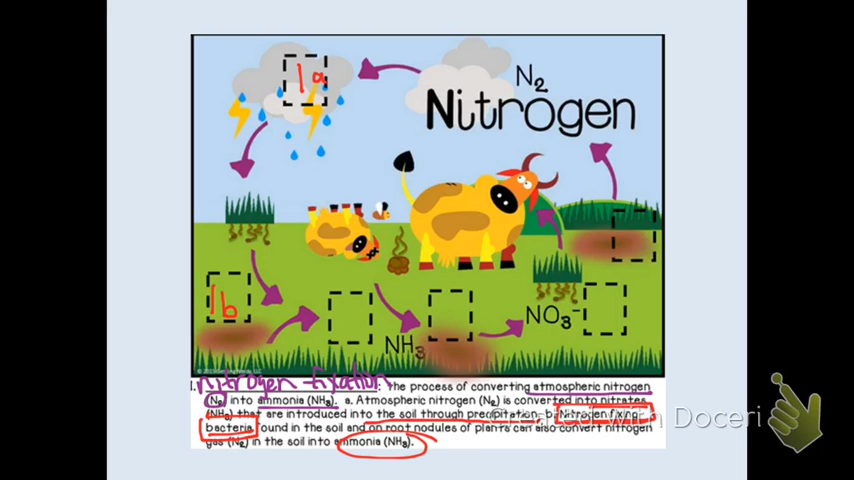 1a
N2
Nitrogen
1b
NH3
NO3-
1. nitrogen fixation: The process of converting atmospheric nitrogen
(N2) into ammonia (NH3). a. Atmospheric nitrogen (N2) is converted into nitrates
(NH3) that are introduced into the soil through precipitation. b. Nitrogen fixing
bacteria found in the soil and on root nodules of plants can also convert nitrogen
gas (N2) in the soil into ammonia (NH3).
Created With Doceri